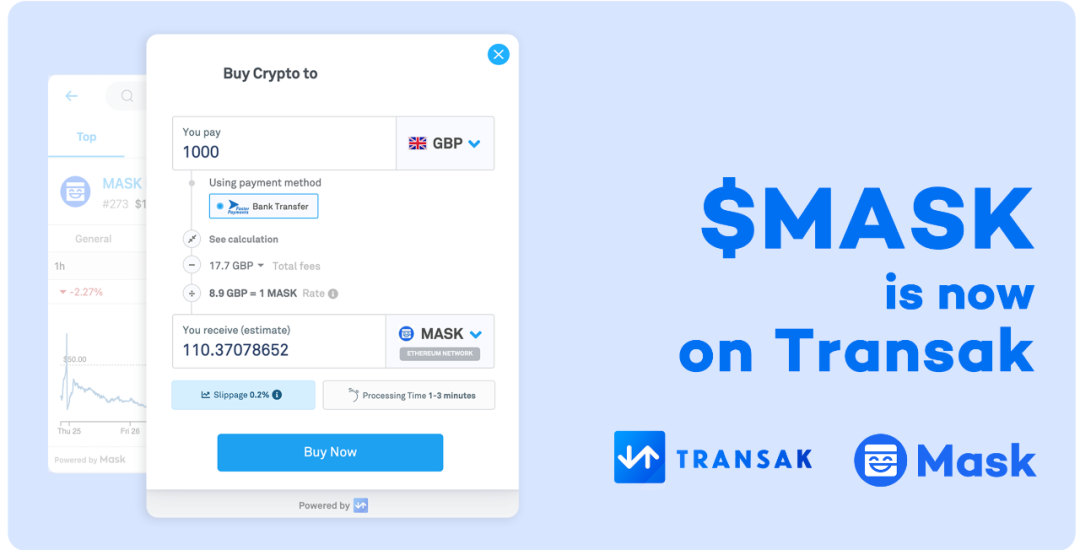 Top
MASK
#273 $1
General
1h
-2.27%
$50.00
Thu 25 Fri 26
Powered by Mask
Buy Crypto to
You pay
1000
GBP
Using payment method
Faster Payments
Bank Transfer
See calculation
17.7 GBP Total fees
8.9 GBP = 1 MASK Rate
You receive (estimate)
110.37078652
MASK
ETHEREUM NETWORK
Slippage 0.2%
Processing Time 1-3 minutes
Buy Now
Powered by
$MASK
is now
on Transak
TRANSAK
Mask